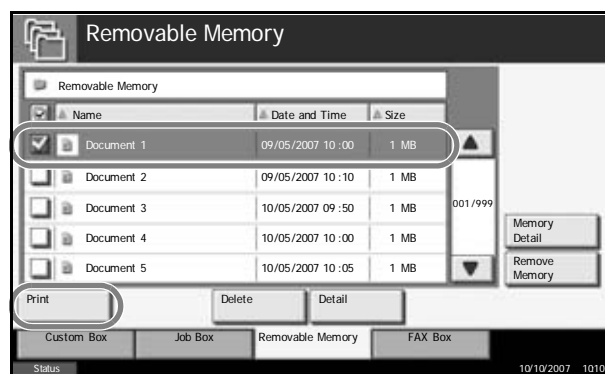 Removable Memory
Removable Memory
Name Date and Time Size
Document 1 09/05/2007 10:00 1 MB
Document 2 09/05/2007 10:10 1 MB
Document 3 10/05/2007 09:50 1 MB
Document 4 10/05/2007 10:00 1 MB
Document 5 10/05/2007 10:05 1 MB
001/999
Memory Detail
Remove Memory
Print Delete Detail
Custom Box Job Box Removable Memory FAX Box
Status 10/10/2007 1010